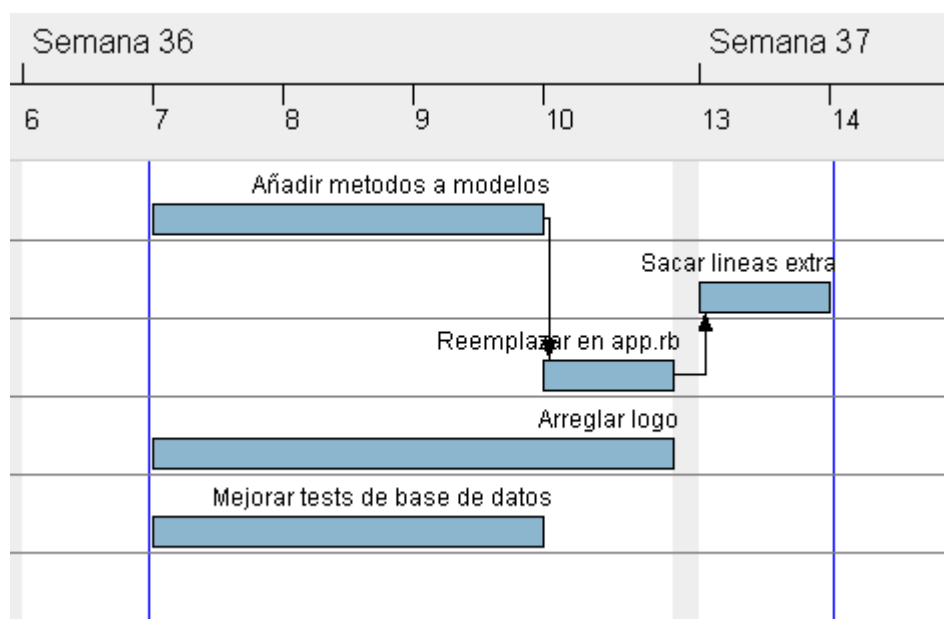 Semana 36 Semana 37
6 7 8 9 10 13 14
Añadir metodos a modelos
Sacar lineas extra
Reemplazar en app.rb
Arreglar logo
Mejorar tests de base de datos